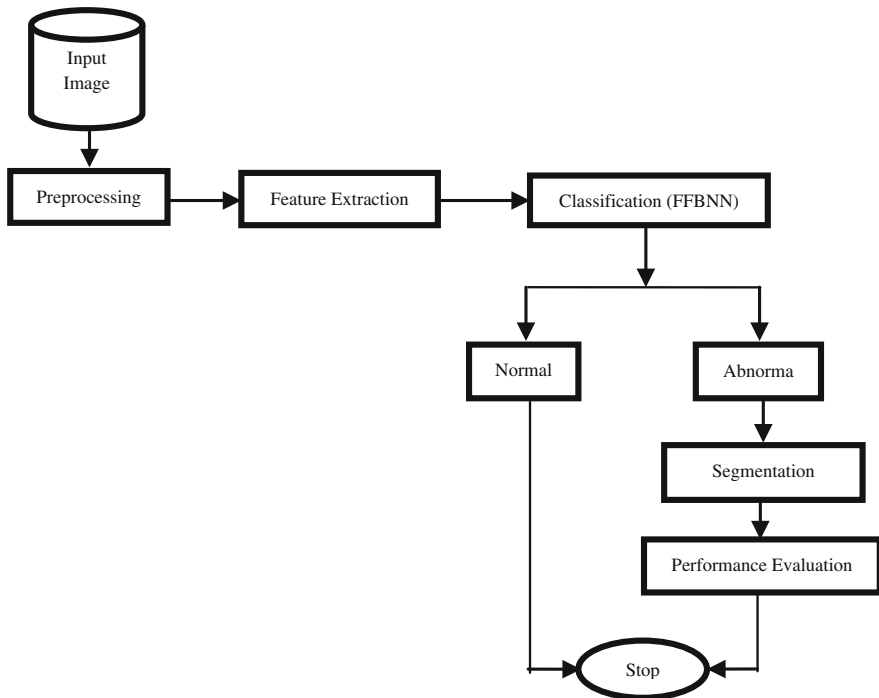 Input
Image
Preprocessing
Feature Extraction
Classification (FFBNN)
Normal
Abnorma
Segmentation
Performance Evaluation
Stop